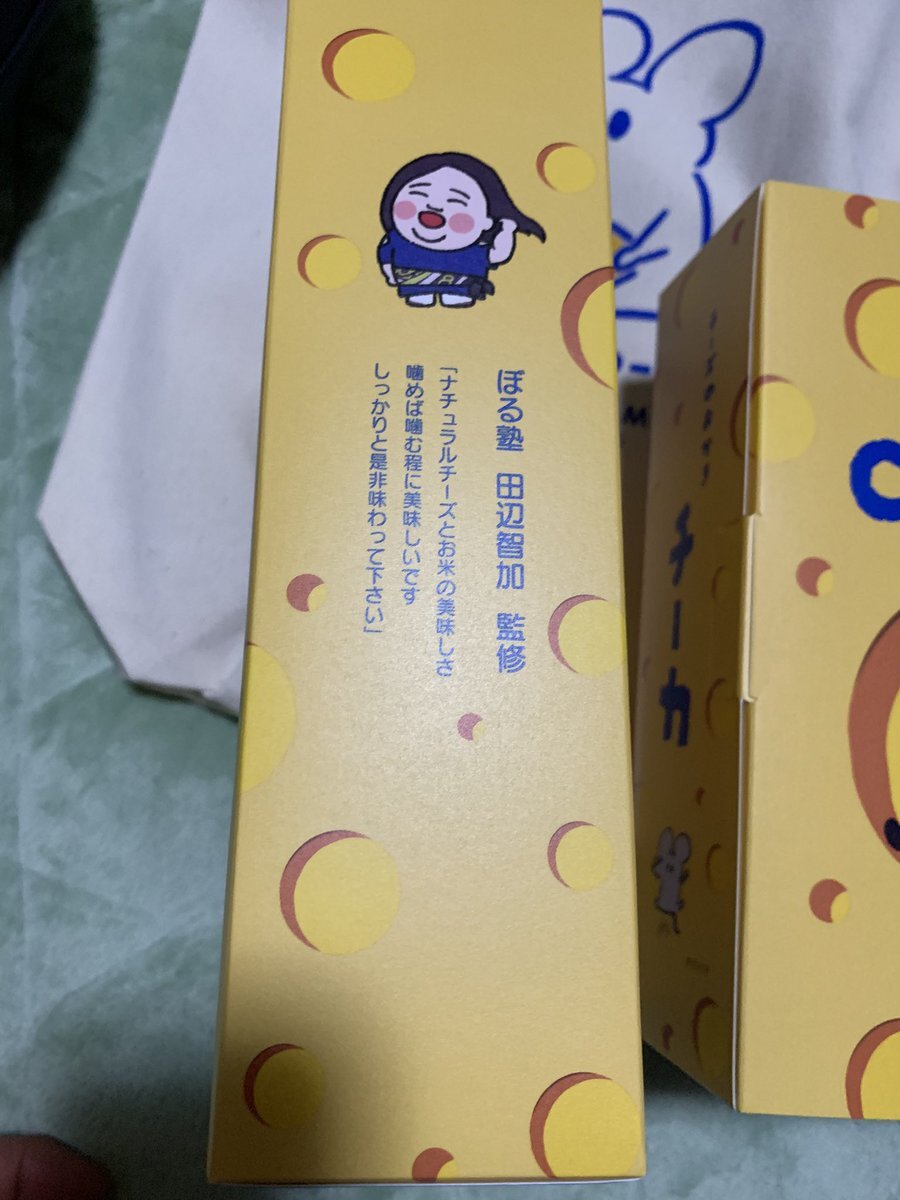 ぼる塾　田辺智加　監修
「ナチュラルチーズとお米の美味しさ
噛めば噛む程に美味しいです
しっかりと是非味わって下さい」
チーカ